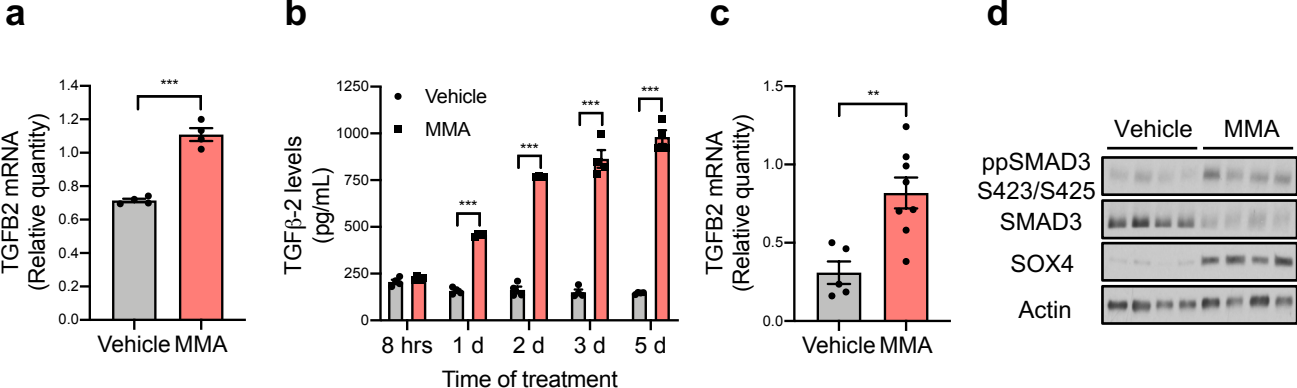 a
TGFB2 mRNA
(Relative quantity)
1.4
1.2
1.0
0.8
0.6
0.4
0.2
0.0
***
Vehicle MMA
b
TGFβ-2 levels
(pg/mL)
1250
1000
750
500
250
0
Vehicle
MMA
***
***
***
***
8 hrs 1 d 2 d 3 d 5 d
Time of treatment
c
TGFB2 mRNA
(Relative quantity)
1.5
1.0
0.5
0.0
**
Vehicle MMA
d
Vehicle MMA
ppSMAD3
S423/S425
SMAD3
SOX4
Actin